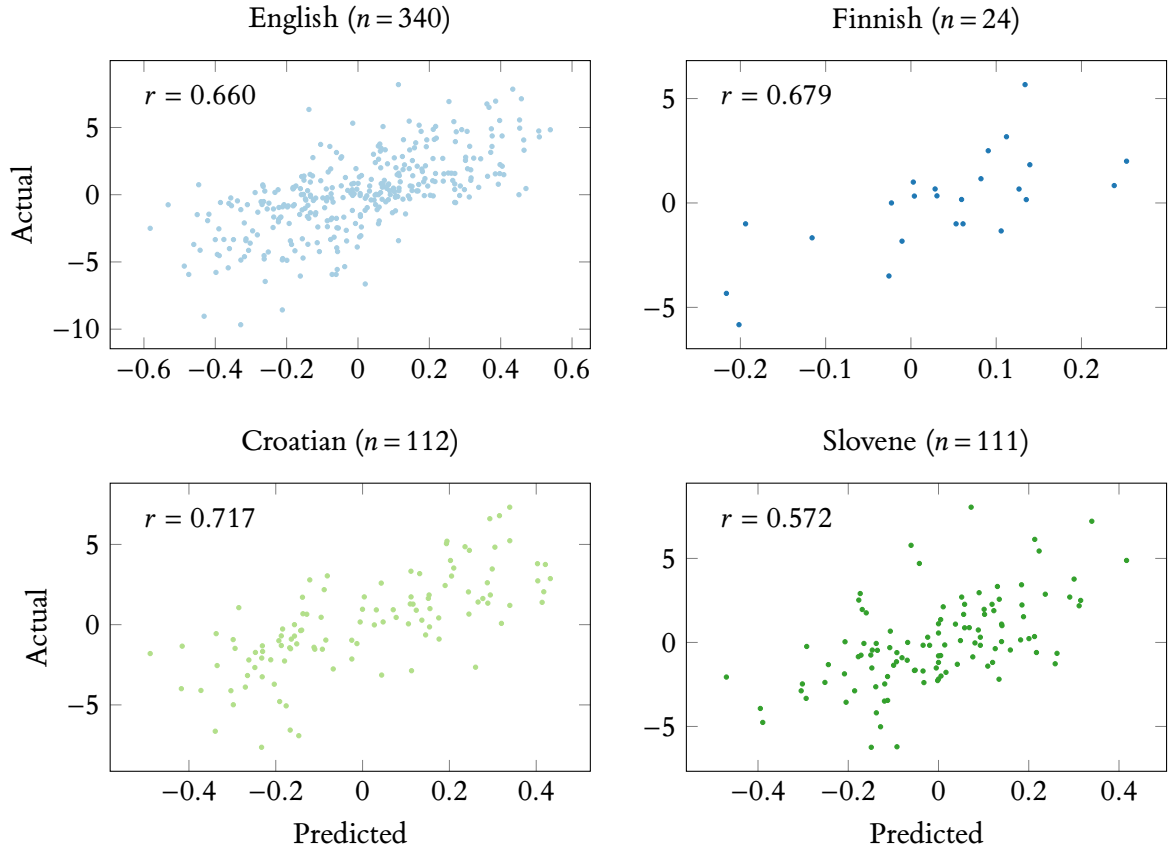 English (n = 340)
r = 0.660
Actual
5
0
−5
−10
−0.6 −0.4 −0.2 0 0.2 0.4 0.6
Finnish (n = 24)
r = 0.679
5
0
−5
−0.2 −0.1 0 0.1 0.2
Croatian (n = 112)
r = 0.717
Actual
5
0
−5
−0.4 −0.2 0 0.2 0.4
Predicted
Slovene (n = 111)
r = 0.572
5
0
−5
−0.4 −0.2 0 0.2 0.4
Predicted